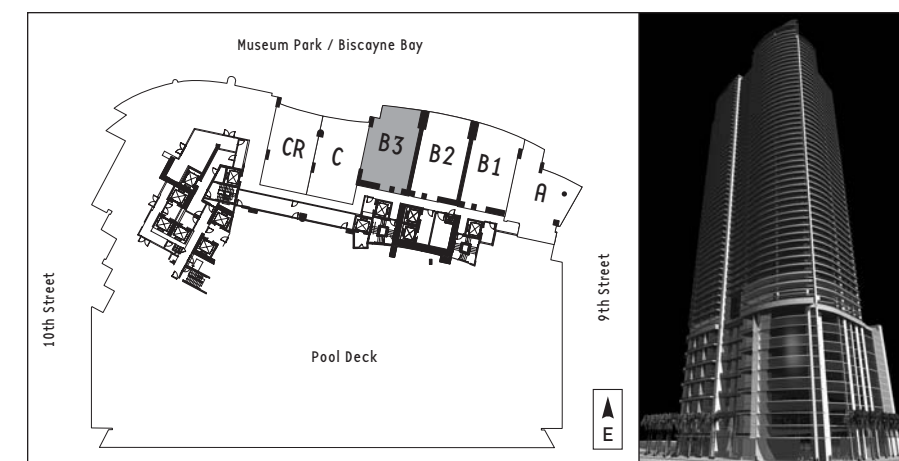 Museum Park / Biscayne Bay
CR
C
B3
B2
B1
A
10th Street
9th Street
Pool Deck
E